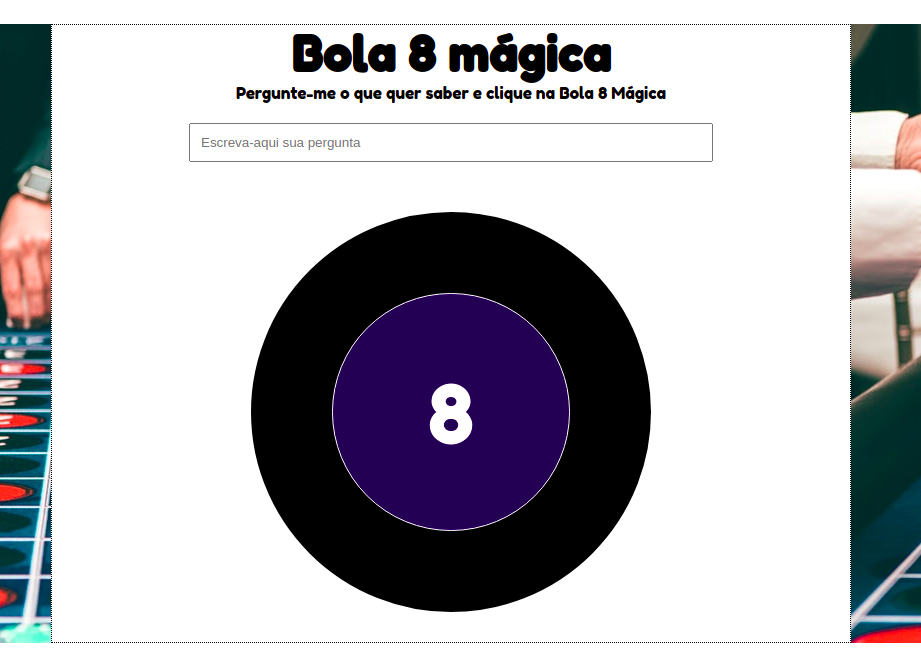 Bola 8 mágica
Pergunte-me o que quer saber e clique na Bola 8 Mágica
Escreva-aqui sua pergunta
8